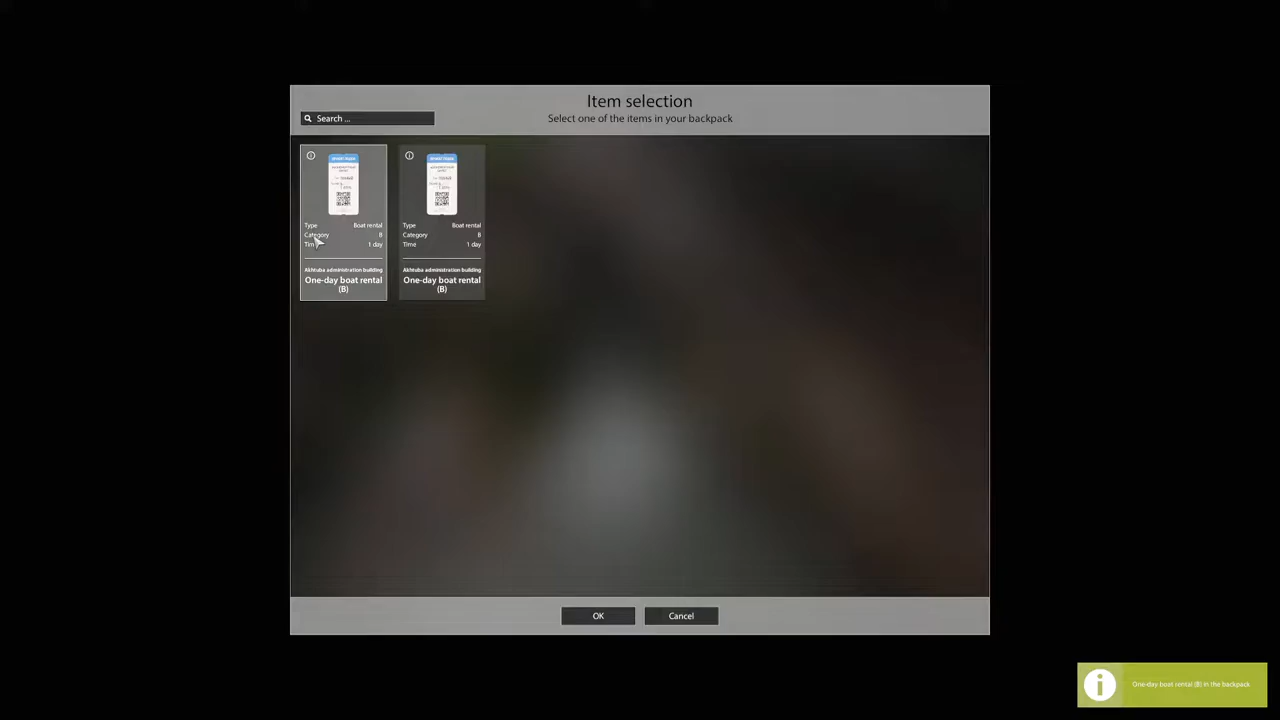 Item selection
Search ...
Select one of the items in your backpack
Type Boat rental
Category B
Time 1 day
Akhtuba administration building
One-day boat rental
(B)
Type Boat rental
Category B
Time 1 day
Akhtuba administration building
One-day boat rental
(B)
OK
Cancel
One-day boat rental (B) in the backpack